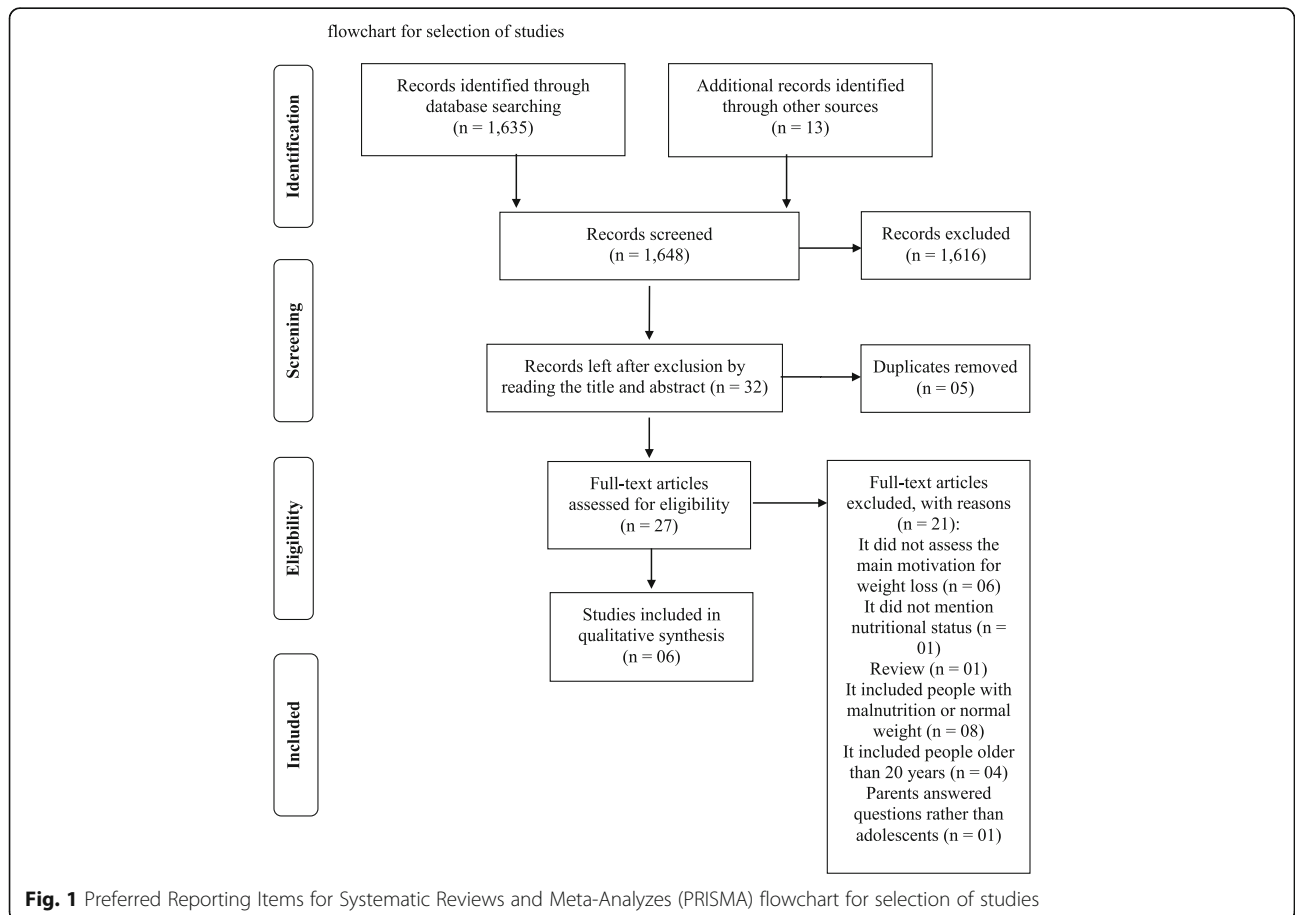 flowchart for selection of studies
Identification
Records identified through
database searching
(n = 1,635)
Additional records identified
through other sources
(n = 13)
Records screened
(n = 1,648)
Records excluded
(n = 1,616)
Screening
Records left after exclusion by
reading the title and abstract (n = 32)
Duplicates removed
(n = 05)
Eligibility
Full-text articles
assessed for eligibility
(n = 27)
Full-text articles
excluded, with reasons
(n = 21):
It did not assess the
main motivation for
weight loss (n = 06)
It did not mention
nutritional status (n =
01)
Review (n = 01)
It included people with
malnutrition or normal
weight (n = 08)
It included people older
than 20 years (n = 04)
Parents answered
questions rather than
adolescents (n = 01)
Included
Studies included in
qualitative synthesis
(n = 06)
Fig. 1 Preferred Reporting Items for Systematic Reviews and Meta-Analyzes (PRISMA) flowchart for selection of studies